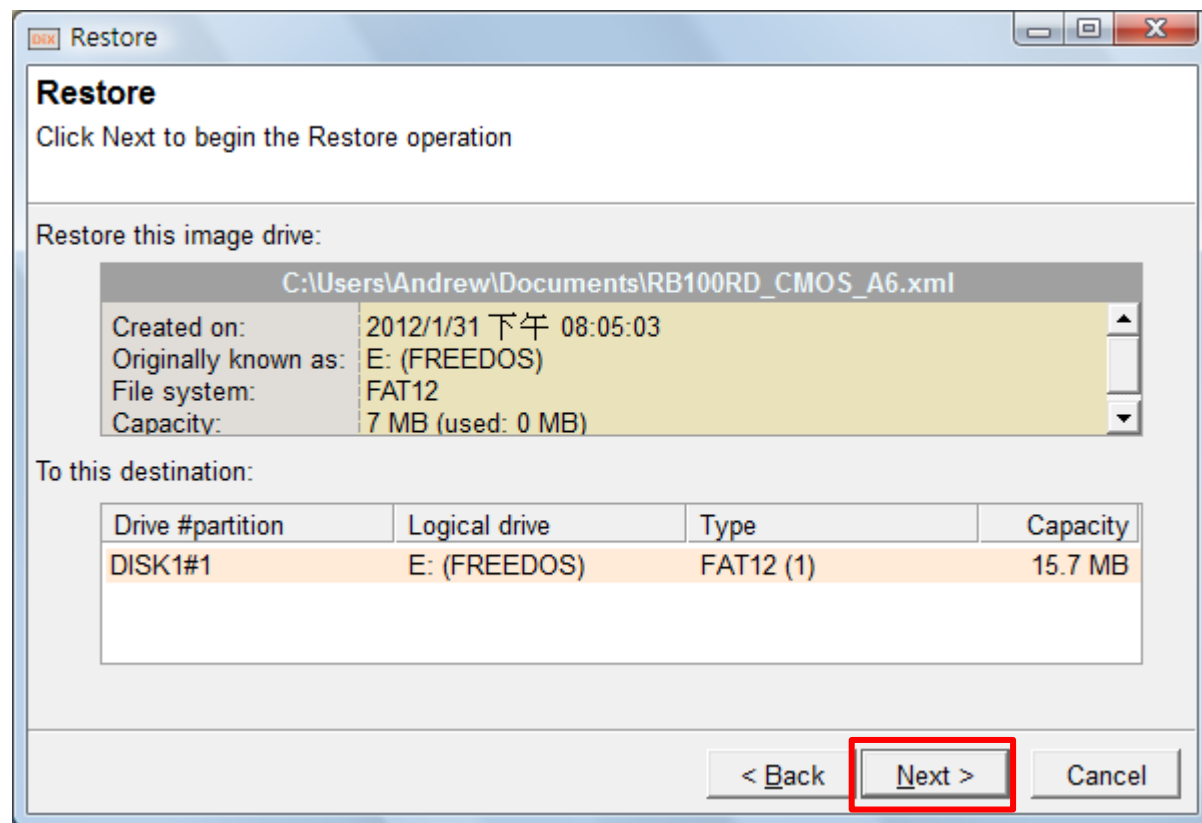 DiX Restore
Restore
Click Next to begin the Restore operation
Restore this image drive:
C:\Users\Andrew\Documents\RB100RD_CMOS_A6.xml
Created on: 2012/1/31 下午 08:05:03
Originally known as: E: (FREEDOS)
File system: FAT12
Capacity: 7 MB (used: 0 MB)
To this destination:
Drive #partition Logical drive Type Capacity
DISK1#1 E: (FREEDOS) FAT12 (1) 15.7 MB
< Back Next > Cancel